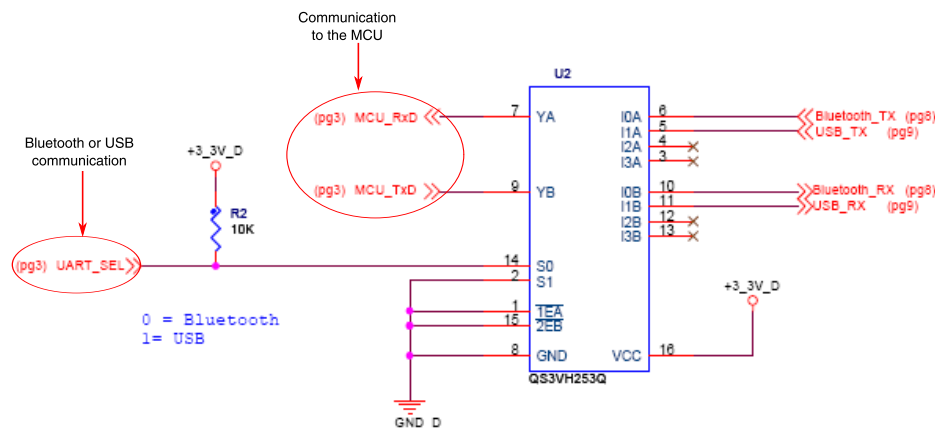 Communication
to the MCU
U2
(pg3) MCU_RxD
7
YA
I0A
6
Bluetooth_TX (pg8)
I1A
5
USB_TX (pg9)
I2A
4
I3A
3
Bluetooth or USB
communication
+3_3V_D
(pg3) MCU_TxD
9
YB
I0B
10
Bluetooth_RX (pg8)
I1B
11
USB_RX (pg9)
I2B
12
I3B
13
R2
10K
(pg3) UART_SEL
14
S0
2
S1
+3_3V_D
1
1EA
15
2EB
0 = Bluetooth
1= USB
8
GND
VCC
16
QS3VH253Q
GND D